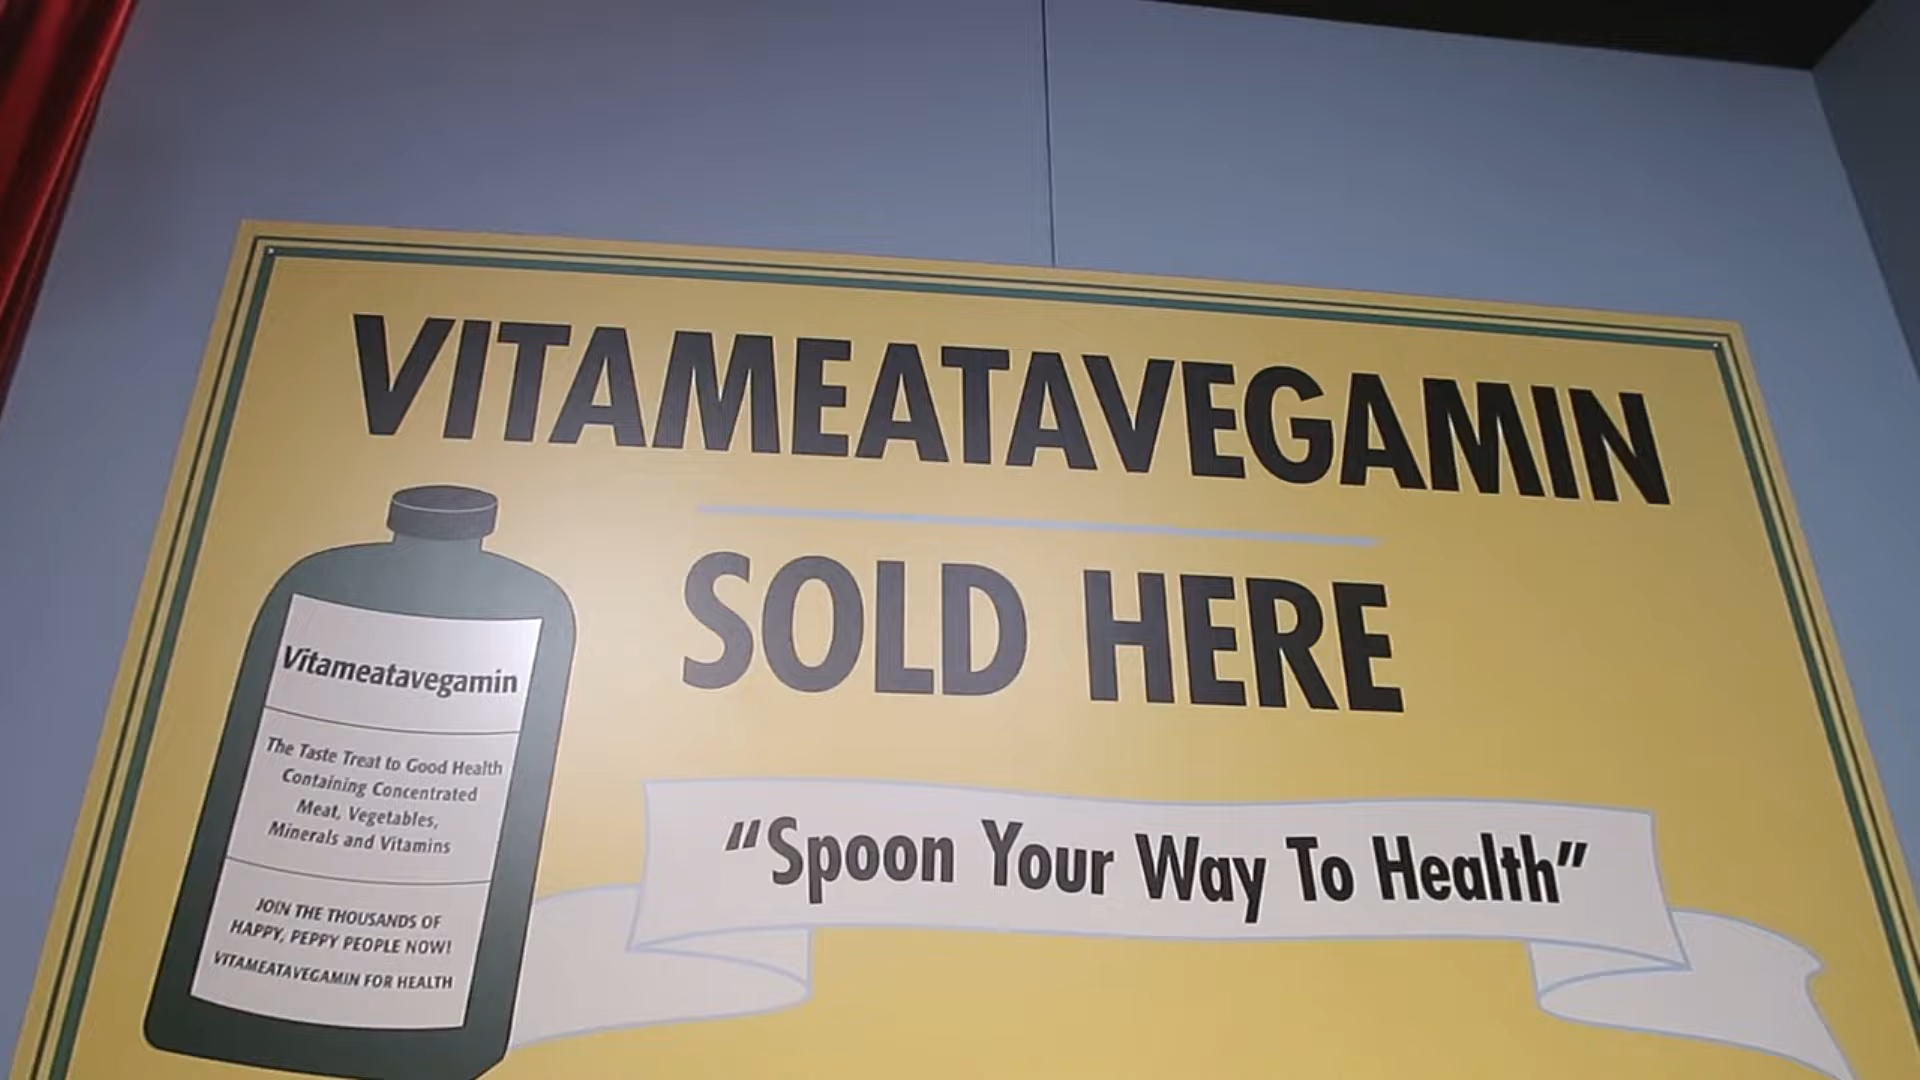 VITAMEATAVEGAMIN
SOLD HERE
"Spoon Your Way To Health"
Vitameatavegamin
The Taste Treat to Good Health
Containing Concentrated
Meat, Vegetables,
Minerals and Vitamins
JOIN THE THOUSANDS OF
HAPPY, PEPPY PEOPLE NOW!
VITAMEATAVEGAMIN FOR HEALTH